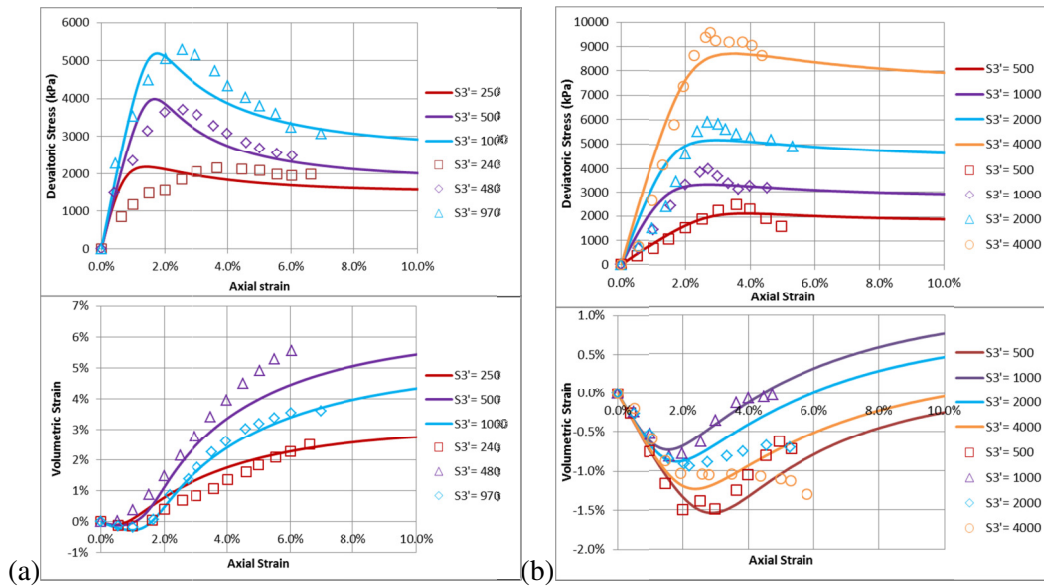 6000
5000
4000
3000
2000
1000
0
Devaitoric Stress (kPa)
0.0% 2.0% 4.0% 6.0% 8.0% 10.0%
Axial strain
S3'= 250
S3'= 500
S3'= 1000
S3'= 240
S3'= 480
S3'= 970
7%
6%
5%
4%
3%
2%
1%
0%
-1%
Volumetric Strain
0.0% 2.0% 4.0% 6.0% 8.0% 10.0%
Axial Strain
S3'= 250
S3'= 500
S3'= 1000
S3'= 240
S3'= 480
S3'= 970
(a)
10000
9000
8000
7000
6000
5000
4000
3000
2000
1000
0
Deviatoric Stress (kPa)
0.0% 2.0% 4.0% 6.0% 8.0% 10.0%
Axial Strain
S3'= 500
S3'= 1000
S3'= 2000
S3'= 4000
S3'= 500
S3'= 1000
S3'= 2000
S3'= 4000
1.0%
0.5%
0.0%
-0.5%
-1.0%
-1.5%
-2.0%
Volumetric Strain
0.0% 2.0% 4.0% 6.0% 8.0% 10.0%
Axial Strain
S3'= 500
S3'= 1000
S3'= 2000
S3'= 4000
S3'= 500
S3'= 1000
S3'= 2000
S3'= 4000
(b)